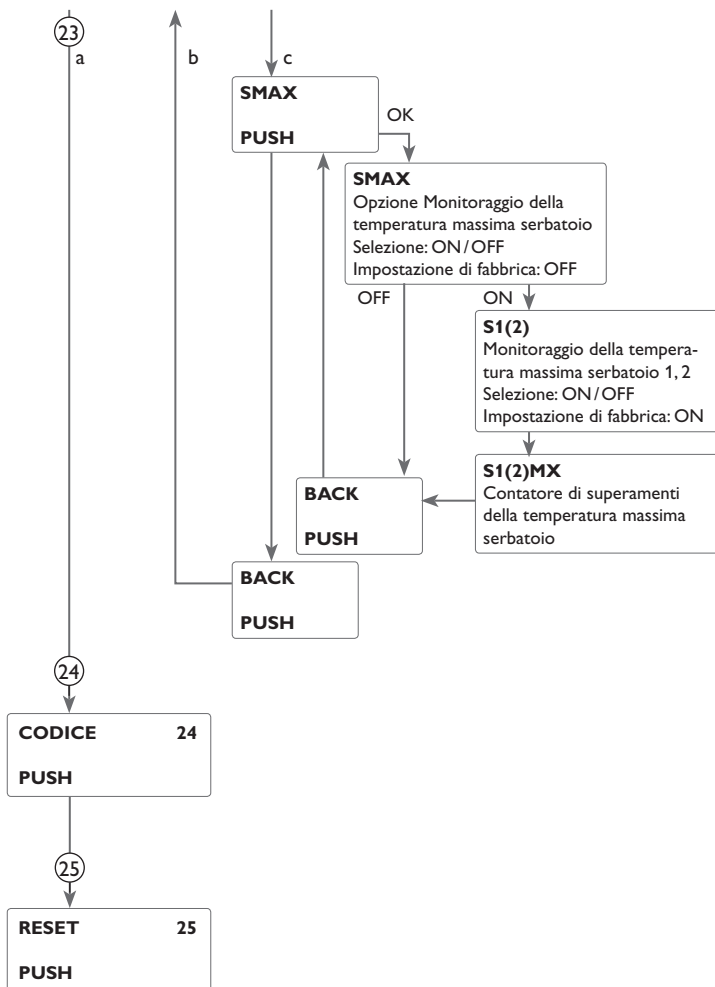 23
a
b
c
SMAX
PUSH
OK
SMAX
Opzione Monitoraggio della
temperatura massima serbatoio
Selezione: ON/OFF
Impostazione di fabbrica: OFF
OFF
ON
S1(2)
Monitoraggio della tempera-
tura massima serbatoio 1, 2
Selezione: ON/OFF
Impostazione di fabbrica: ON
S1(2)MX
Contatore di superamenti
della temperatura massima
serbatoio
BACK
PUSH
BACK
PUSH
24
CODICE 24
PUSH
25
RESET 25
PUSH